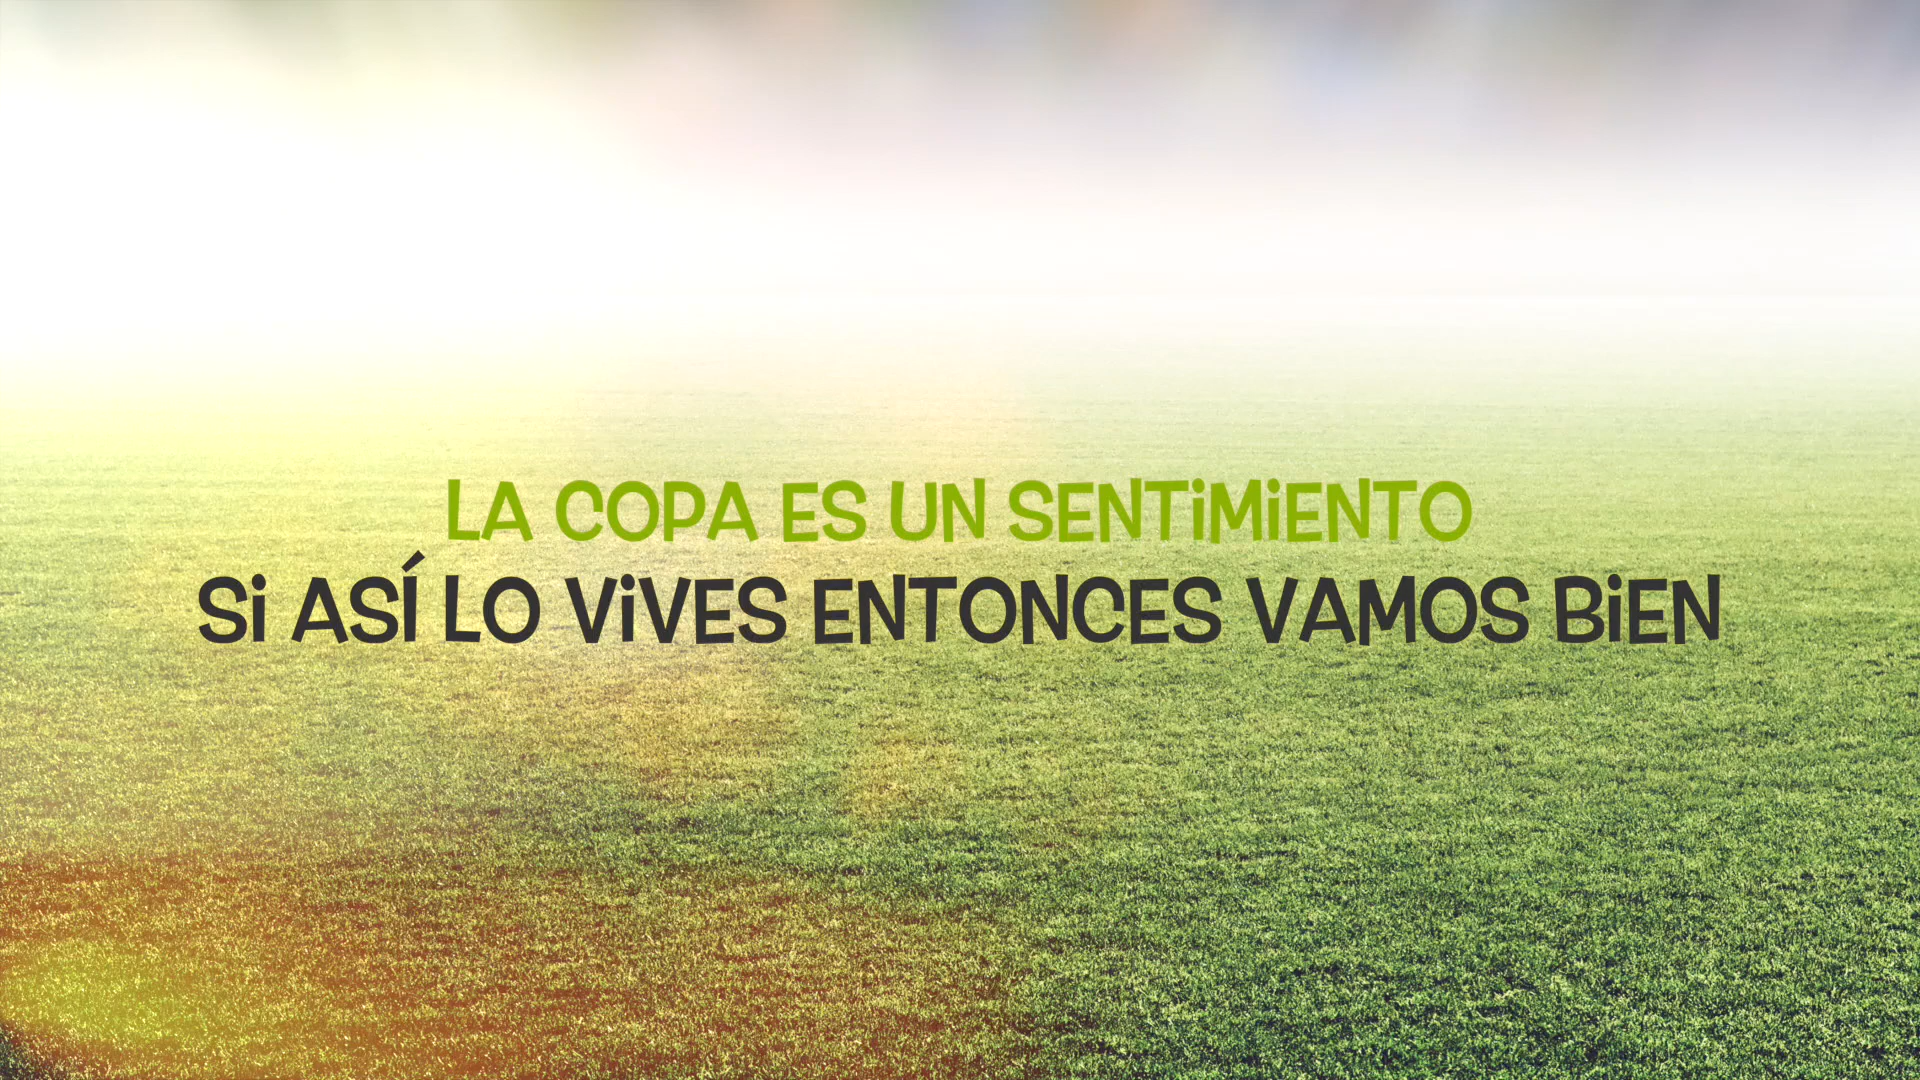 LA COPA ES UN SENTiMiENTO
Si ASÍ LO ViVES ENTONCES VAMOS BiEN